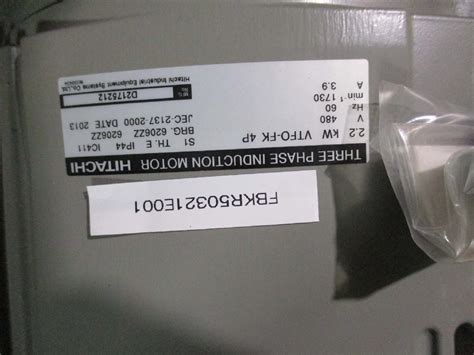 FBKR50321E001
THREE PHASE INDUCTION MOTOR HITACHI
2.2 kW VTFO-FK 4P
480 V
60 Hz
1730 min⁻¹
3.9 A
S1 TH. E IP44 IC411
BRG. 6206ZZ 6206ZZ
JEC-2137-2000 DATE 2013
MFG No. D2175212
Hitachi Industrial Equipment Systems Co.,Ltd.